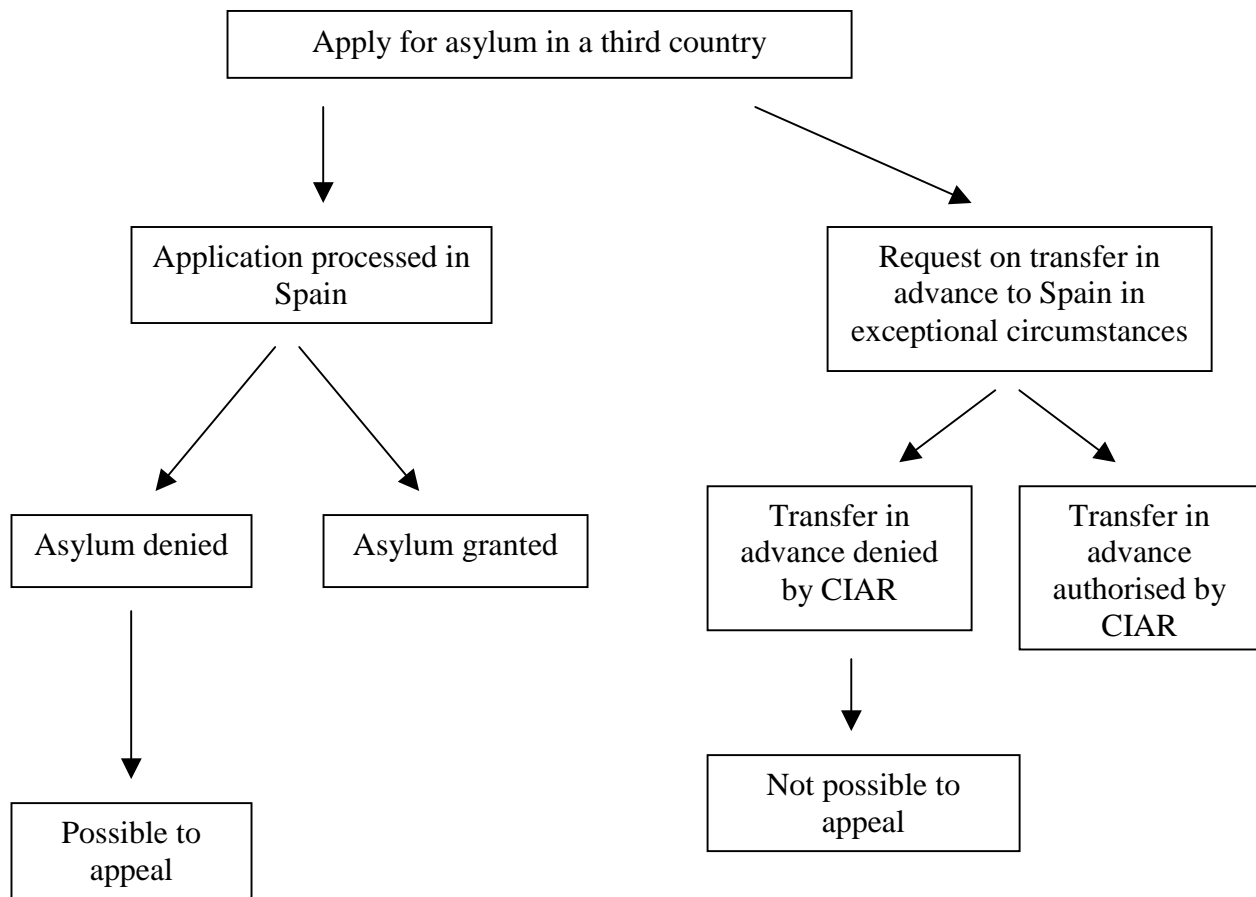 Apply for asylum in a third country
Application processed in
Spain
Request on transfer in
advance to Spain in
exceptional circumstances
Asylum denied
Asylum granted
Transfer in
advance denied
by CIAR
Transfer in
advance
authorised by
CIAR
Not possible to
appeal
Possible to
appeal